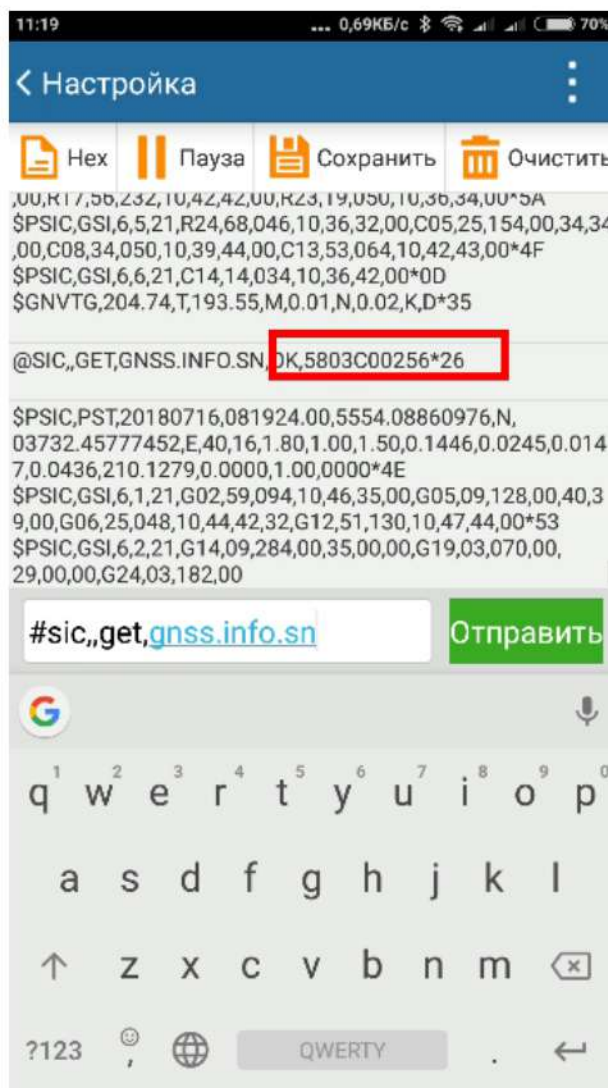 11:19 ... 0,69КБ/с 70%
Настройка
Hex Пауза Сохранить Очистить
,00,R17,56,232,10,42,42,00,R23,19,050,10,36,34,00*5A
$PSIC,GSI,6,5,21,R24,68,046,10,36,32,00,C05,25,154,00,34,34
,00,C08,34,050,10,39,44,00,C13,53,064,10,42,43,00*4F
$PSIC,GSI,6,6,21,C14,14,034,10,36,42,00*0D
$GNVTG,204.74,T,193.55,M,0.01,N,0.02,K,D*35
@SIC,,GET,GNSS.INFO.SN,OK,5803C00256*26
$PSIC,PST,20180716,081924.00,5554.08860976,N,
03732.45777452,E,40,16,1.80,1.00,1.50,0.1446,0.0245,0.014
7,0.0436,210.1279,0.0000,1.00,0000*4E
$PSIC,GSI,6,1,21,G02,59,094,10,46,35,00,G05,09,128,00,40,3
9,00,G06,25,048,10,44,42,32,G12,51,130,10,47,44,00*53
$PSIC,GSI,6,2,21,G14,09,284,00,35,00,00,G19,03,070,00,
29,00,00,G24,03,182,00
#sic,,get,gnss.info.sn Отправить
G
q1 w2 e3 r4 t5 y6 u7 i8 o9 p0
a s d f g h j k l
z x c v b n m
?123 , QWERTY .